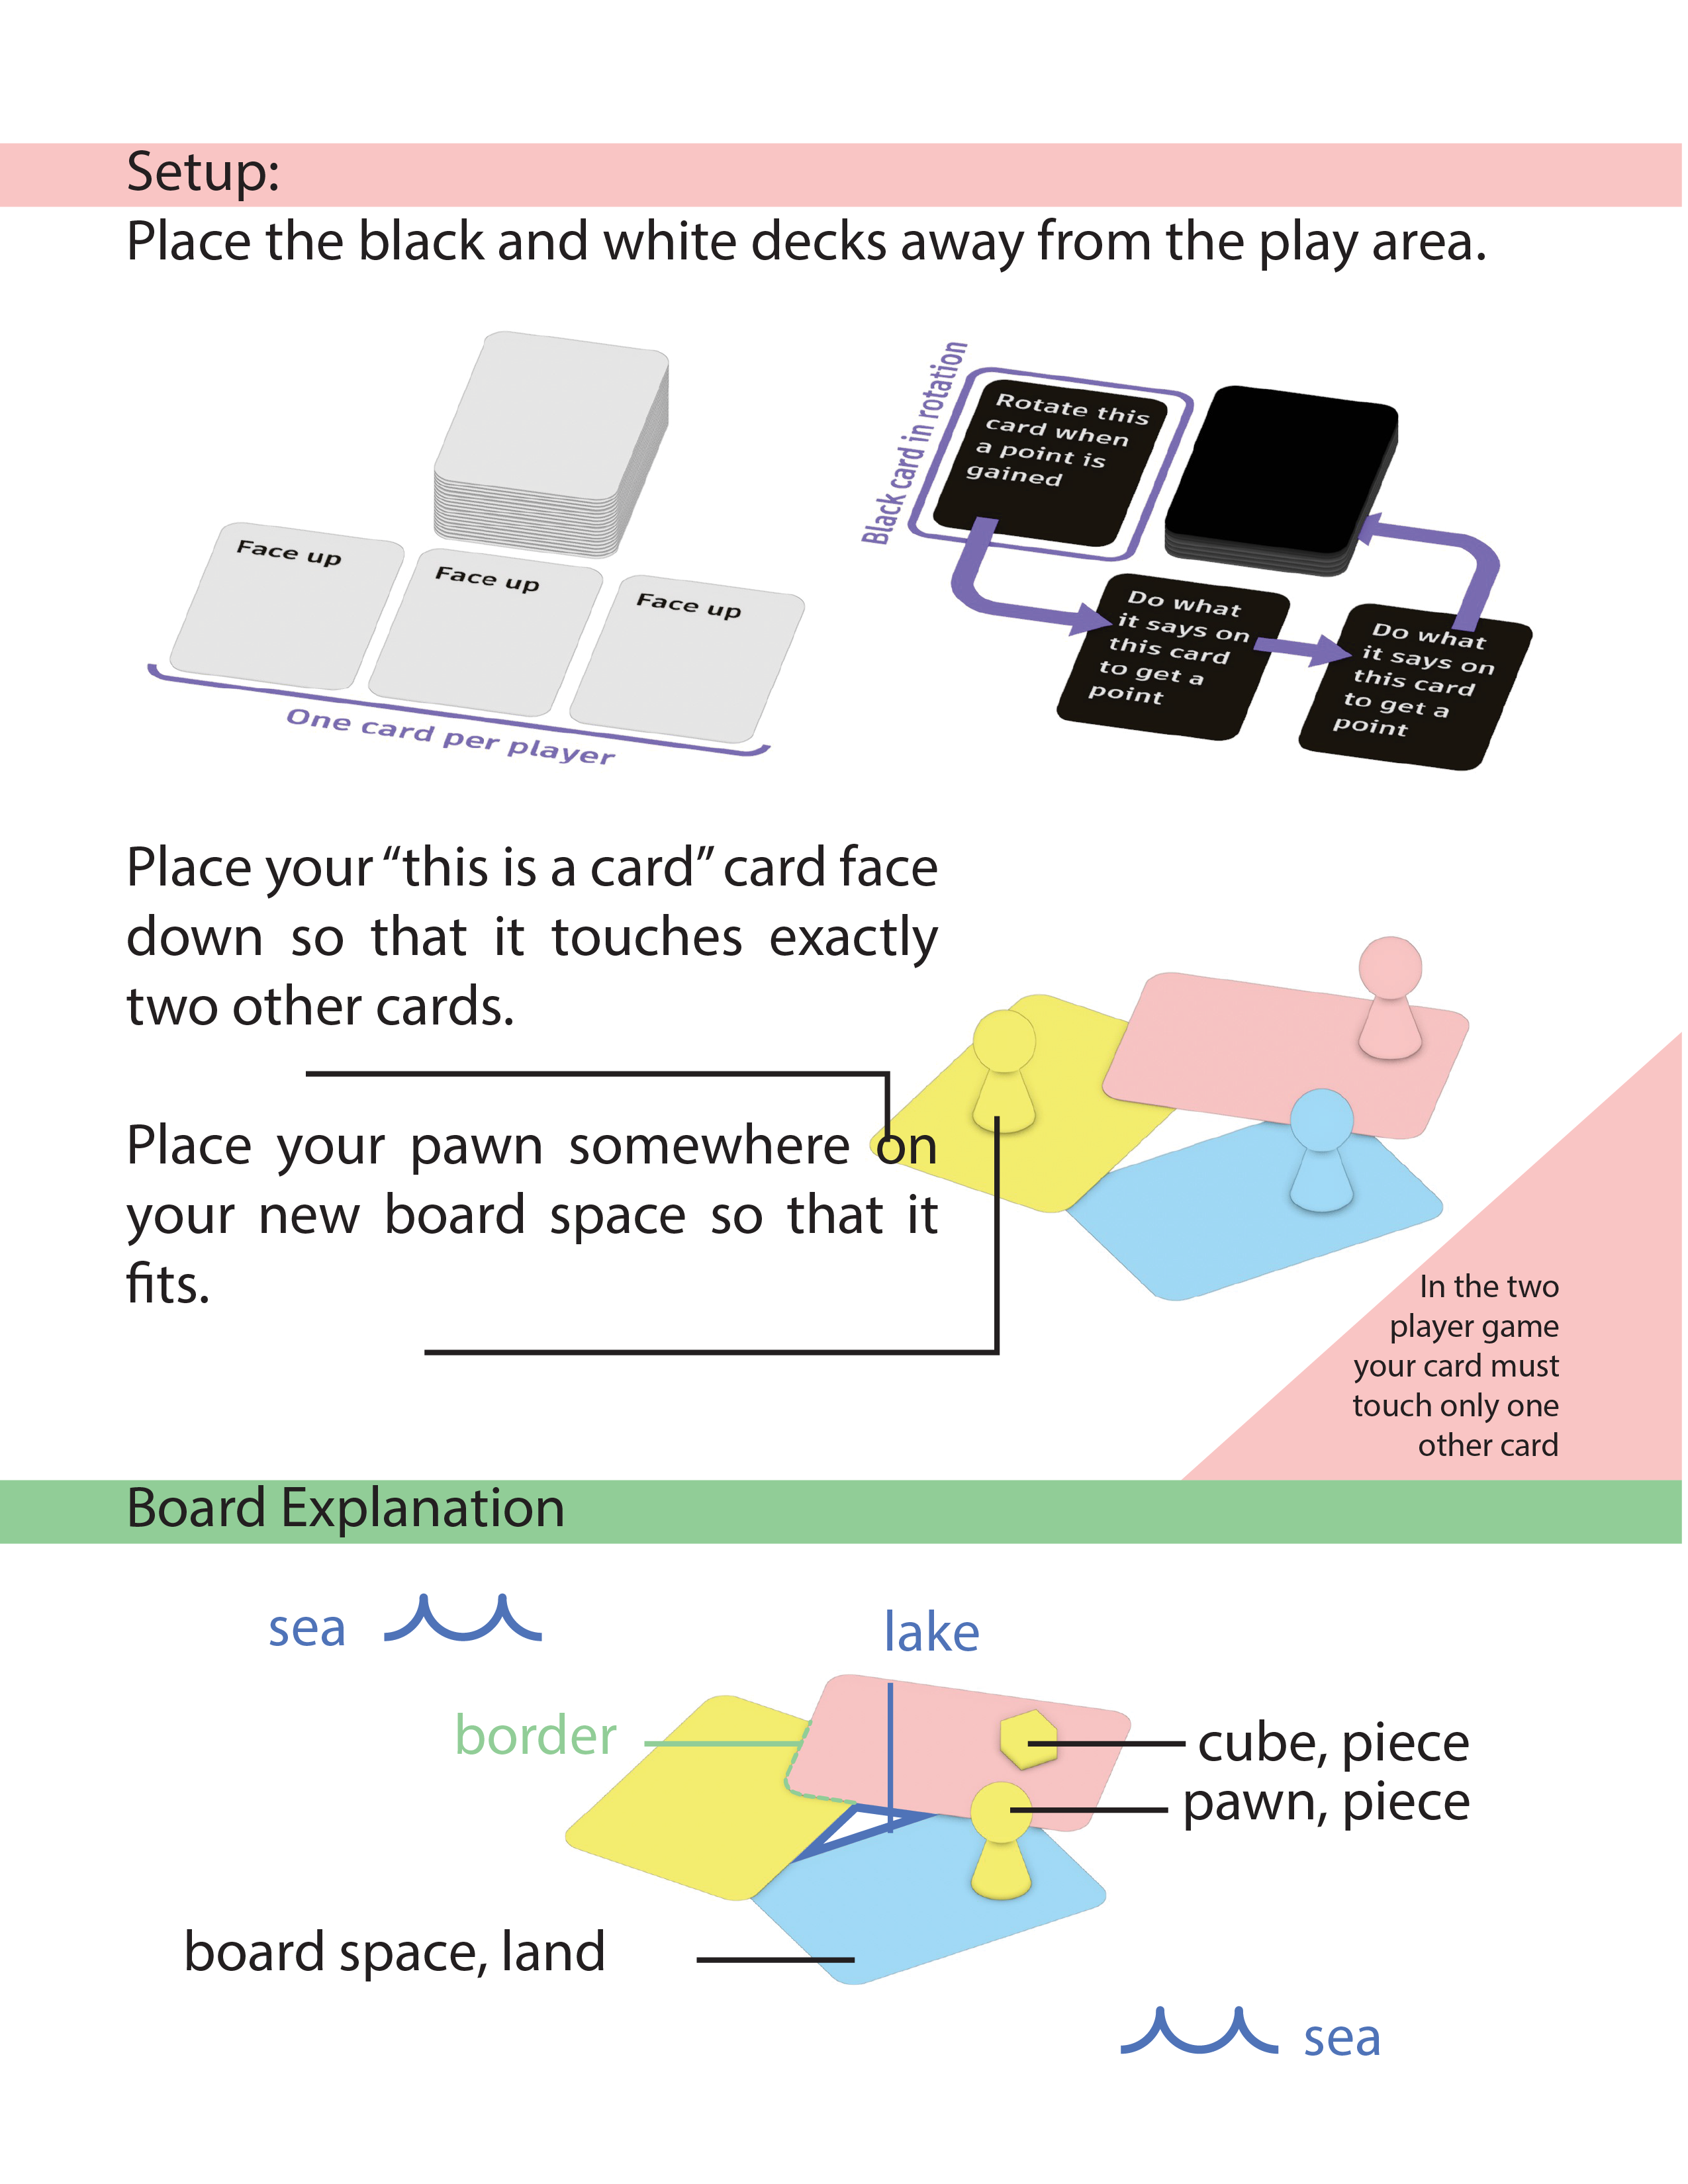 Setup:
Place the black and white decks away from the play area.
Face up
Face up
Face up
One card per player
Black card in rotation
Rotate this
card when
a point is
gained
Do what
it says on
this card
to get a
point
Do what
it says on
this card
to get a
point
Place your “this is a card” card face
down so that it touches exactly
two other cards.
Place your pawn somewhere on
your new board space so that it
fits.
In the two
player game
your card must
touch only one
other card
Board Explanation
sea
lake
border
cube, piece
pawn, piece
board space, land
sea